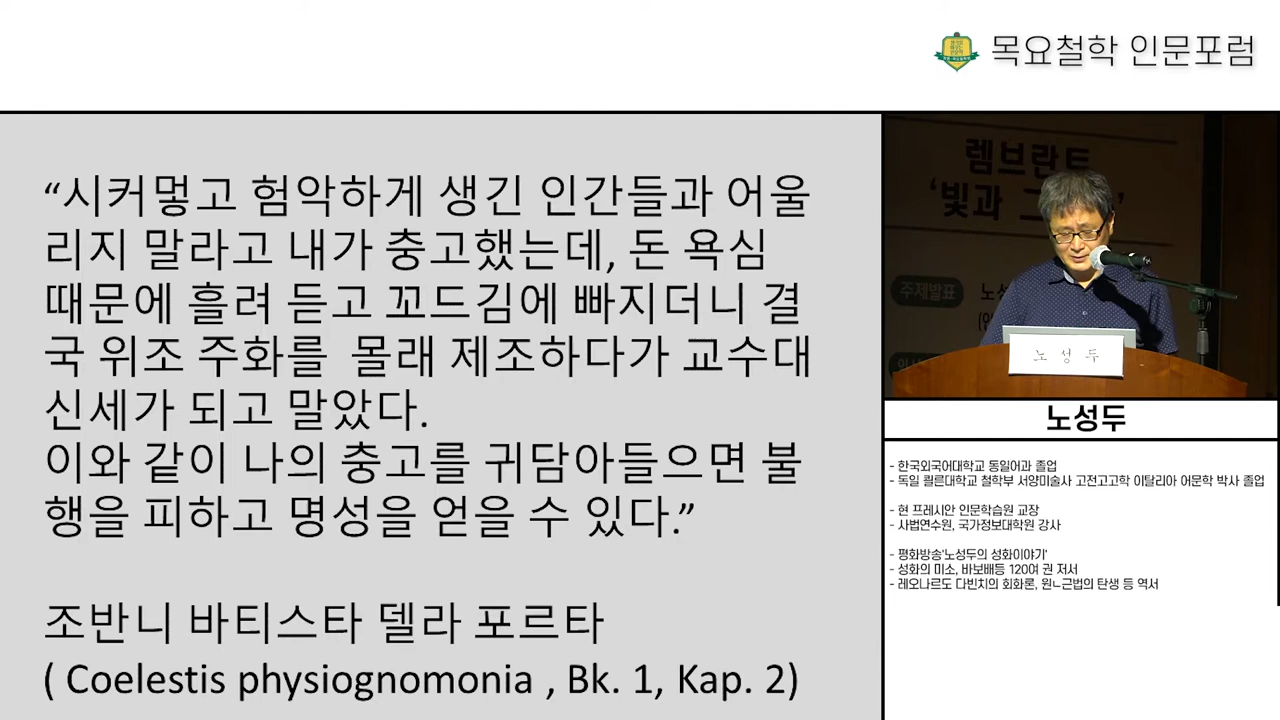 목요철학 인문포럼
“시커멓고 험악하게 생긴 인간들과 어울
리지 말라고 내가 충고했는데, 돈 욕심
때문에 흘려 듣고 꼬드김에 빠지더니 결
국 위조 주화를 몰래 제조하다가 교수대
신세가 되고 말았다.
이와 같이 나의 충고를 귀담아들으면 불
행을 피하고 명성을 얻을 수 있다.”
조반니 바티스타 델라 포르타
( Coelestis physiognomonia , Bk. 1, Kap. 2)
렘브란트
‘빛과 그
주제발표 노성
노 성 두
노성두
- 한국외국어대학교 동일어과 졸업
- 독일 쾰른대학교 철학부 서양미술사 고전고고학 이탈리아 어문학 박사 졸업
- 현 프레시안 인문학습원 교장
- 사법연수원, 국가정보대학원 강사
- 평화방송'노성두의 성화이야기'
- 성화의 미소, 바보배등 120여 권 저서
- 레오나르도 다빈치의 회화론, 원ㄴ근법의 탄생 등 역서